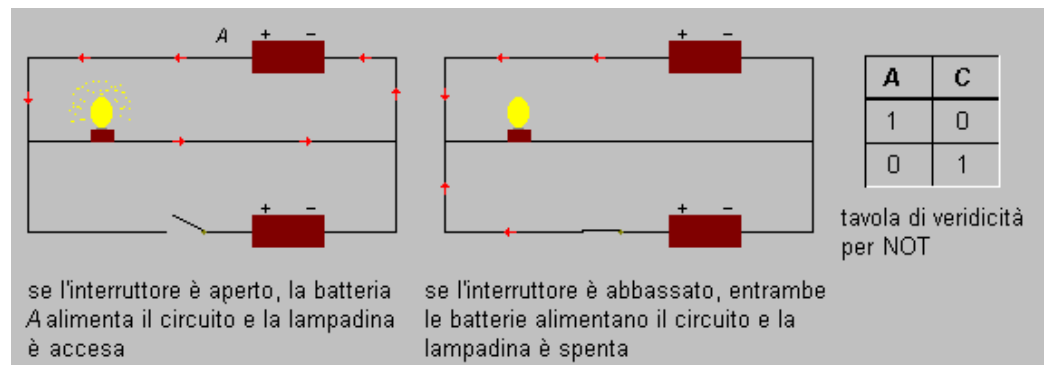 A + -
+ -
A C
1 0
0 1
+ -
+ -
tavola di veridicità
per NOT
se l'interruttore è aperto, la batteria
A alimenta il circuito e la lampadina
è accesa
se l'interruttore è abbassato, entrambe
le batterie alimentano il circuito e la
lampadina è spenta